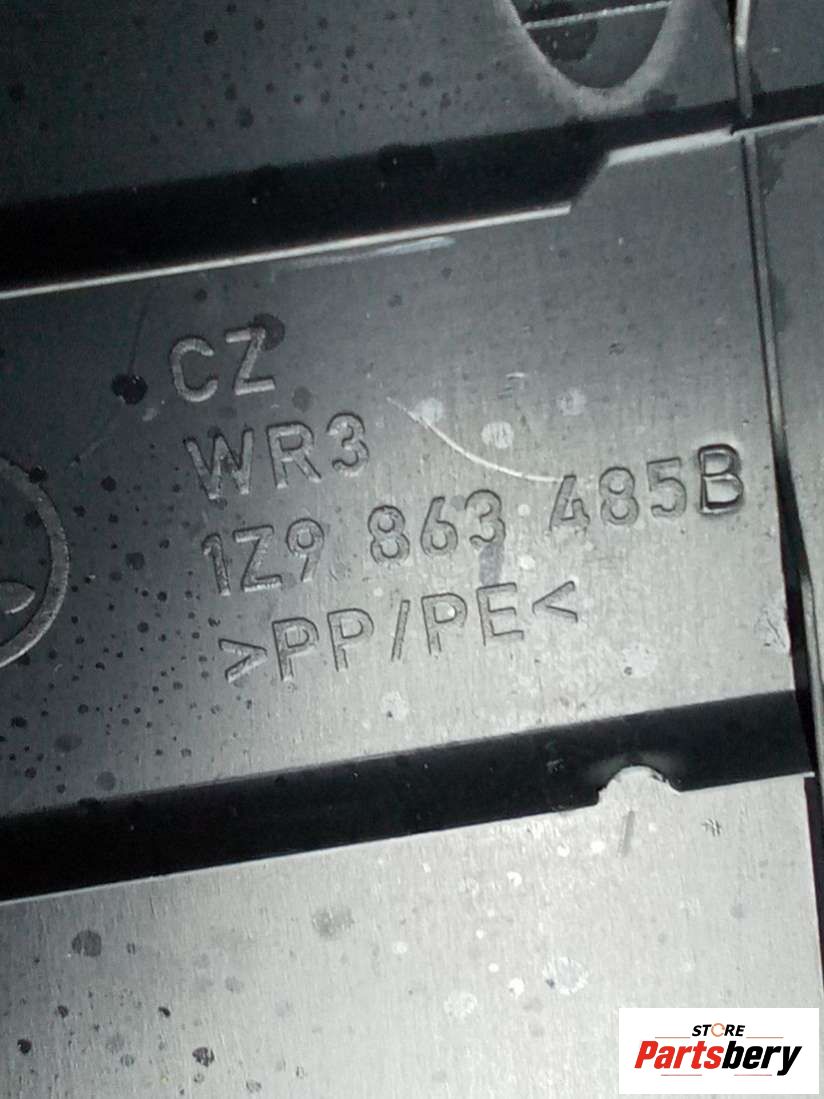 CZ
WR3
1Z9 863 485B
>PP/PE<
STORE
Partsbery